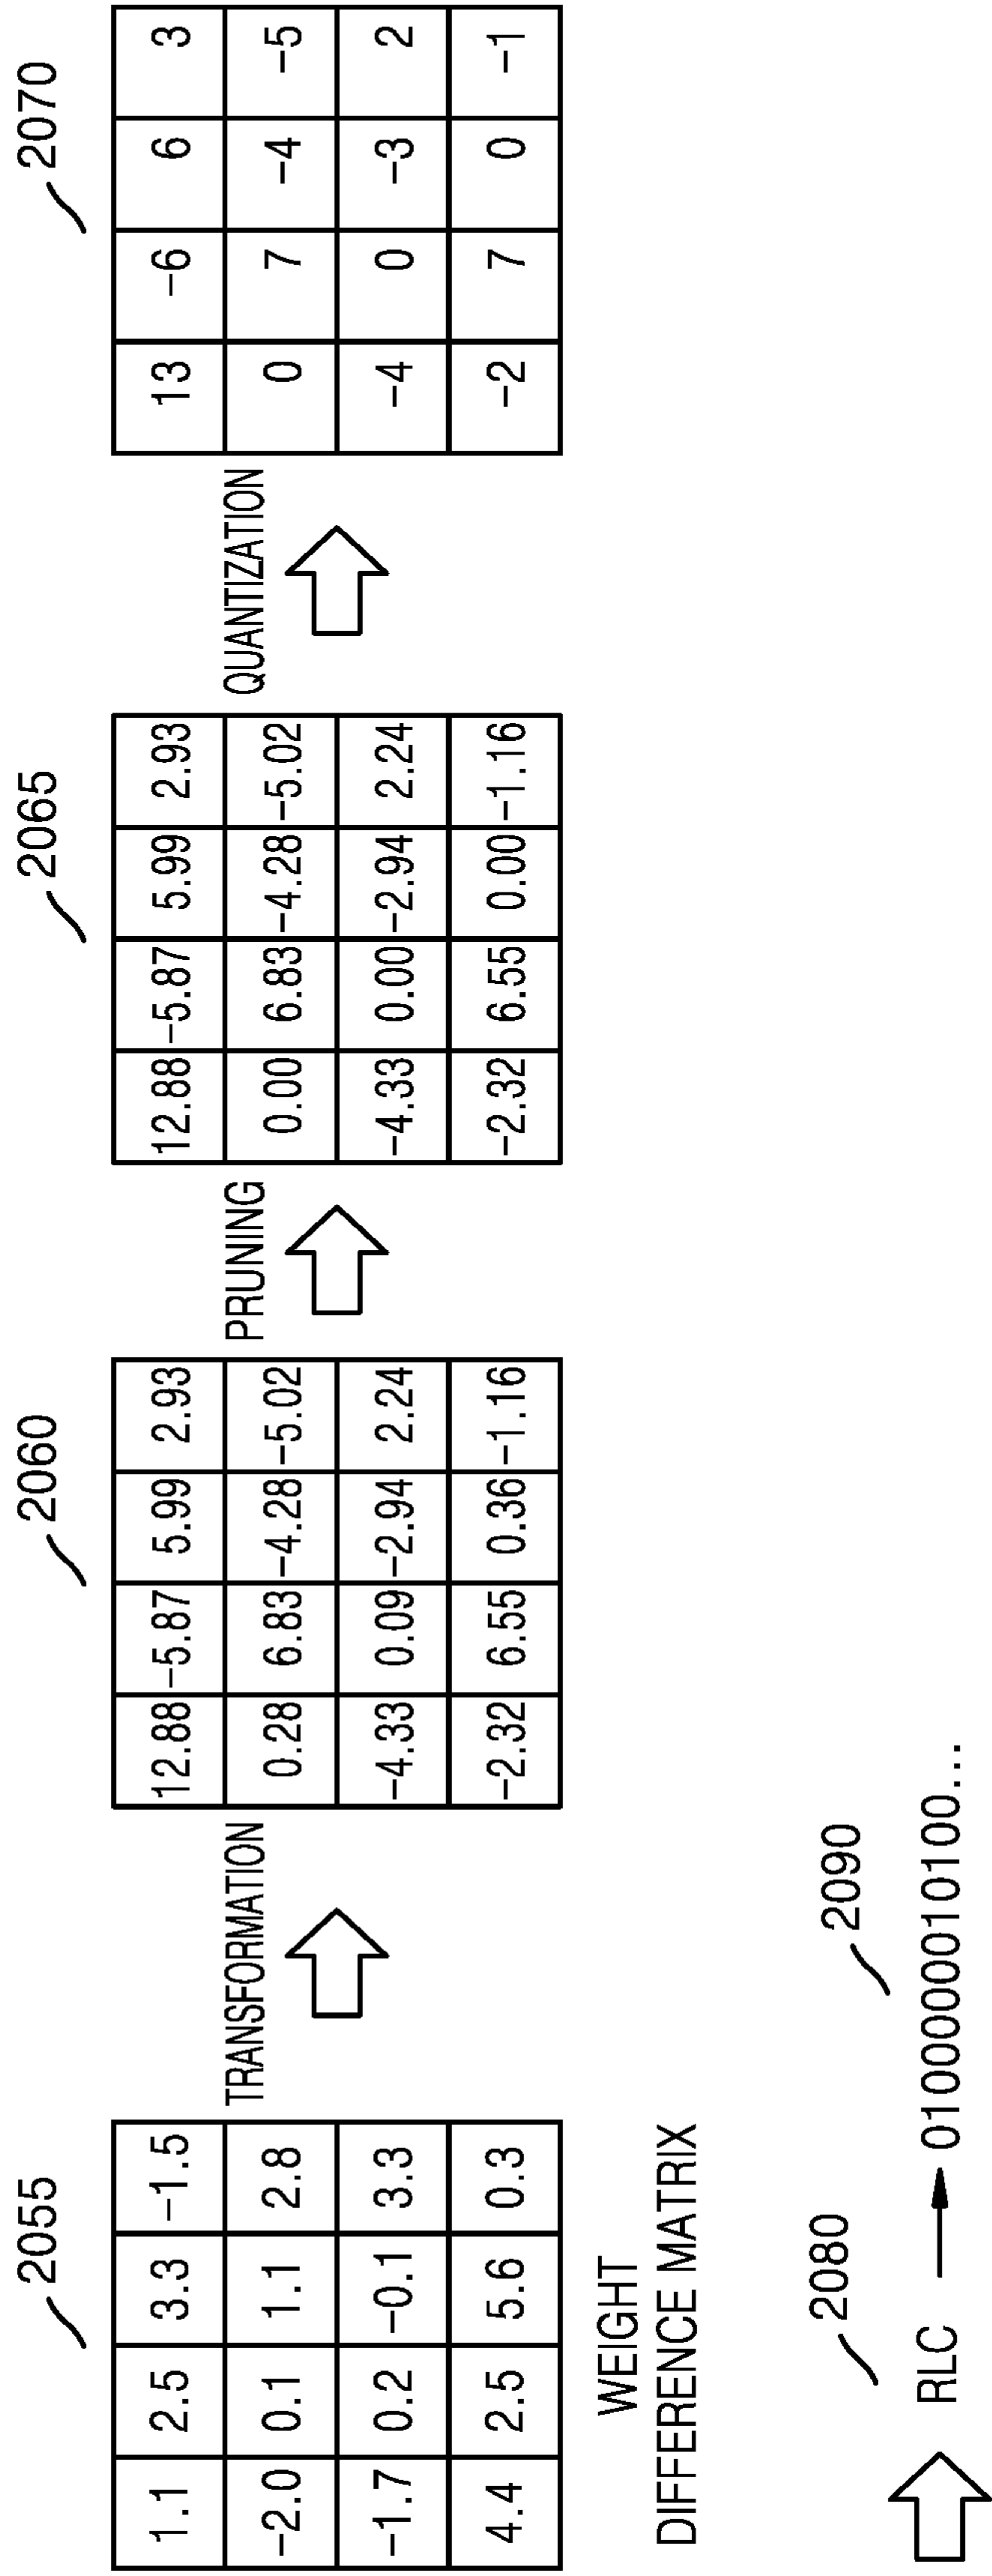 2055
1.1 2.5 3.3 -1.5
-2.0 0.1 1.1 2.8
-1.7 0.2 -0.1 3.3
4.4 2.5 5.6 0.3
WEIGHT
DIFFERENCE MATRIX
TRANSFORMATION
2060
12.88 -5.87 5.99 2.93
0.28 6.83 -4.28 -5.02
-4.33 0.09 -2.94 2.24
-2.32 6.55 0.36 -1.16
PRUNING
2065
12.88 -5.87 5.99 2.93
0.00 6.83 -4.28 -5.02
-4.33 0.00 -2.94 2.24
-2.32 6.55 0.00 -1.16
QUANTIZATION
2070
13 -6 6 3
0 7 -4 -5
-4 0 -3 2
-2 7 0 -1
2080
2090
RLC 0100000010100...